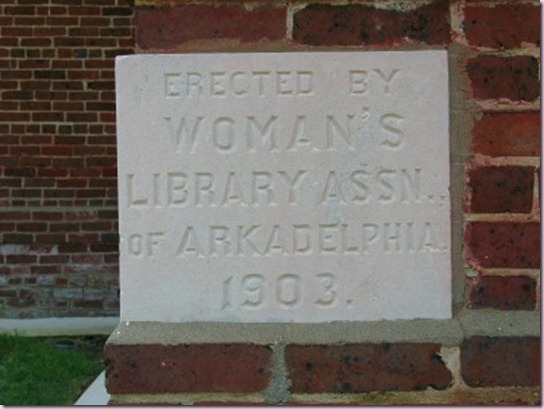 ERECTED BY
WOMAN'S
LIBRARY ASSN.,
OF ARKADELPHIA.
1903.